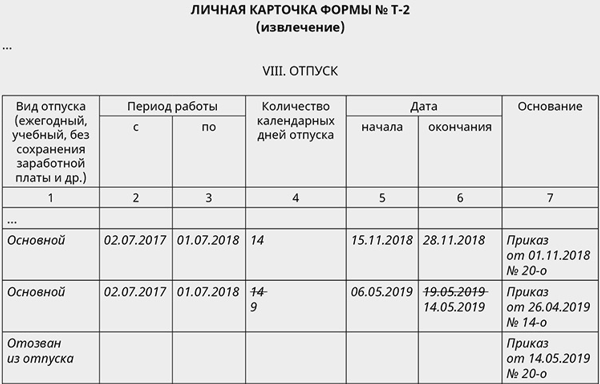 ЛИЧНАЯ КАРТОЧКА ФОРМЫ № Т-2
(извлечение)
...
VIII. ОТПУСК
Вид отпуска (ежегодный, учебный, без сохранения заработной платы и др.) Период работы Количество календарных дней отпуска Дата Основание
с по начала окончания
1 2 3 4 5 6 7
...
Основной 02.07.2017 01.07.2018 14 15.11.2018 28.11.2018 Приказ
от 01.11.2018
№ 20-о
Основной 02.07.2017 01.07.2018 14 06.05.2019 19.05.2019 Приказ
9 14.05.2019 от 26.04.2019
№ 14-о
Отозван Приказ
из отпуска от 14.05.2019
№ 20-о